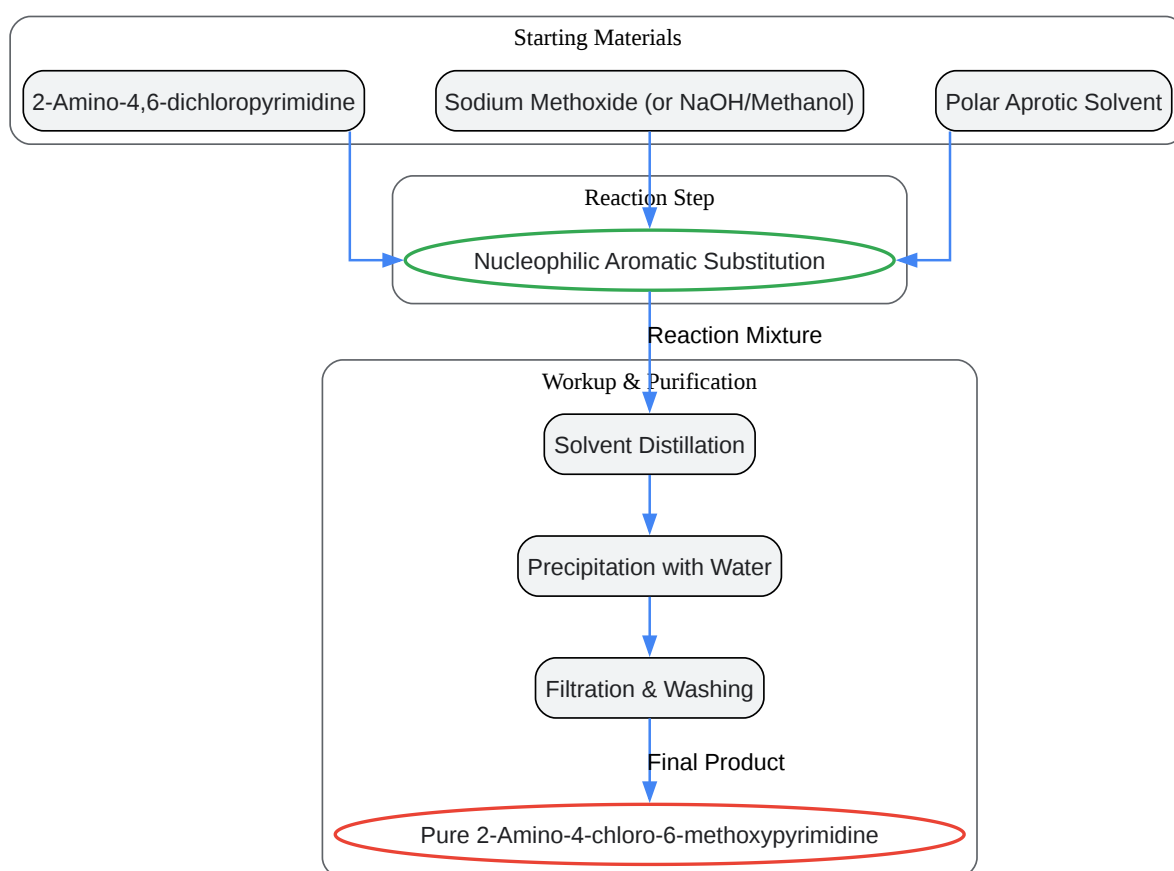 Starting Materials
2-Amino-4,6-dichloropyrimidine
Sodium Methoxide (or NaOH/Methanol)
Polar Aprotic Solvent
Reaction Step
Nucleophilic Aromatic Substitution
Reaction Mixture
Workup & Purification
Solvent Distillation
Precipitation with Water
Filtration & Washing
Final Product
Pure 2-Amino-4-chloro-6-methoxypyrimidine